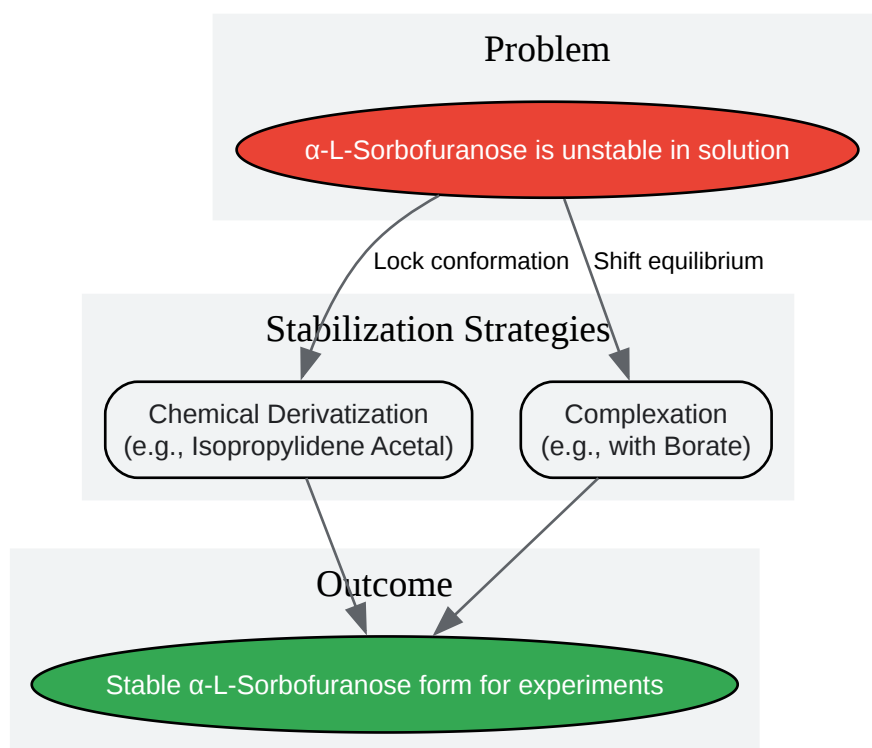 Problem
α-L-Sorbofuranose is unstable in solution
Lock conformation
Shift equilibrium
Stabilization Strategies
Chemical Derivatization
(e.g., Isopropylidene Acetal)
Complexation
(e.g., with Borate)
Outcome
Stable α-L-Sorbofuranose form for experiments